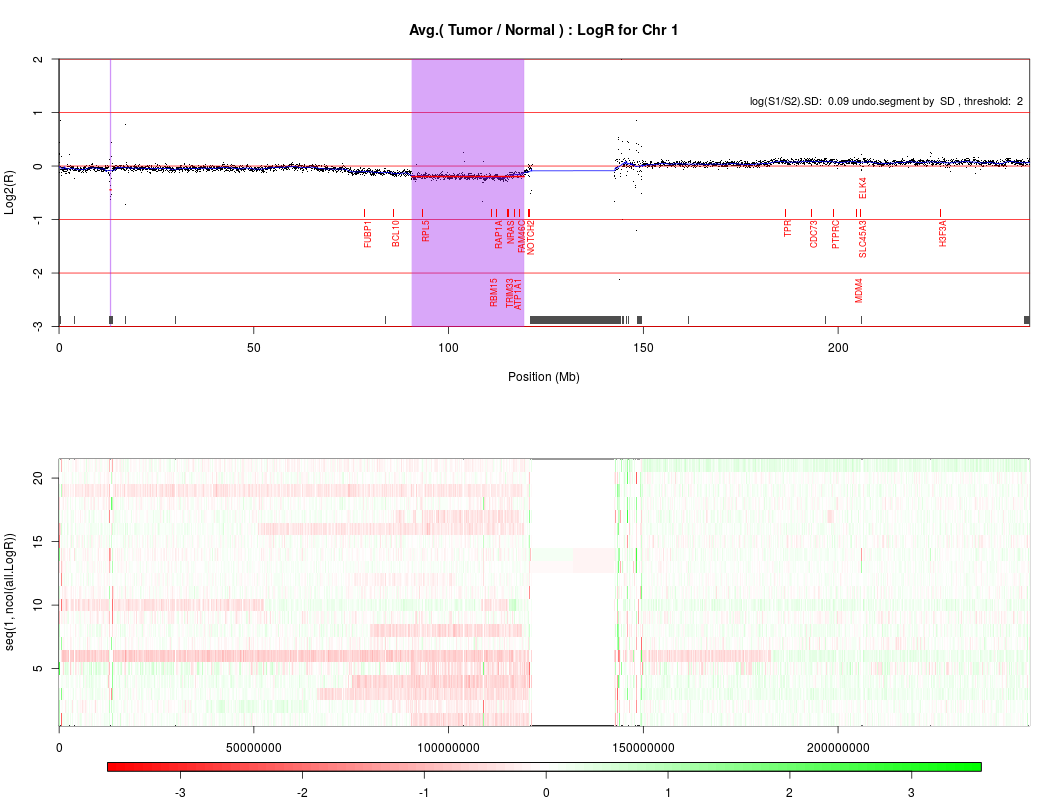 Avg.( Tumor / Normal ) : LogR for Chr 1
log(S1/S2).SD: 0.09 undo.segment by SD , threshold: 2
Log2(R)
2
1
0
-1
-2
-3
FUBP1
BCL10
RPL5
RAP1A
NRAS
FAM46C
NOTCH2
RBM15
TRIM33
ATP1A1
TPR
CDC73
PTPRC
ELK4
SLC45A3
MDM4
H3F3A
0 50 100 150 200
Position (Mb)
seq(1, ncol(all.LogR))
20
15
10
5
0 50000000 100000000 150000000 200000000
-3 -2 -1 0 1 2 3